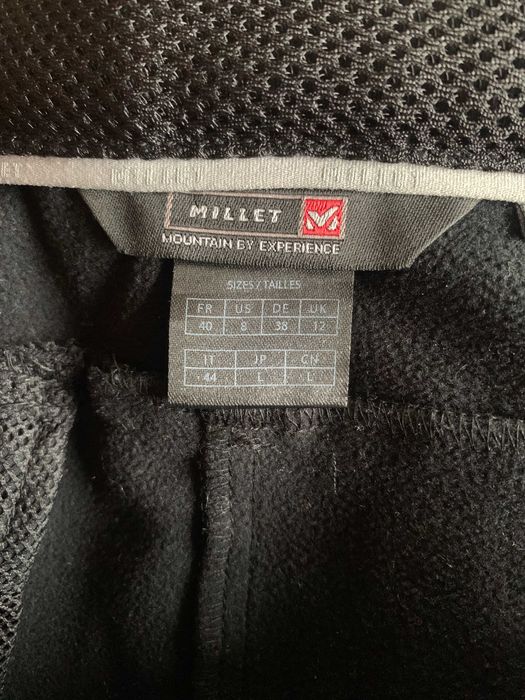 MILLET
MOUNTAIN BY EXPERIENCE
SIZES / TAILLES
FR US DE UK
40 8 38 12
IT JP CN
44 L L